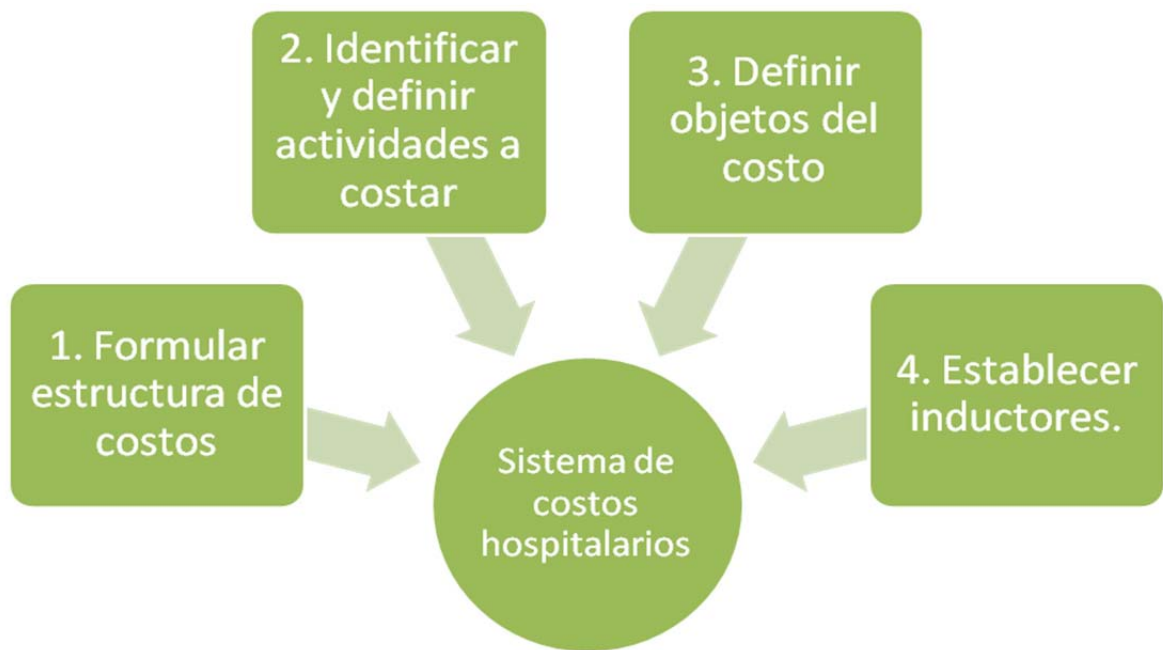 1. Formular
estructura de
costos
2. Identificar
y definir
actividades a
costar
3. Definir
objetos del
costo
4. Establecer
inductores.
Sistema de
costos
hospitalarios